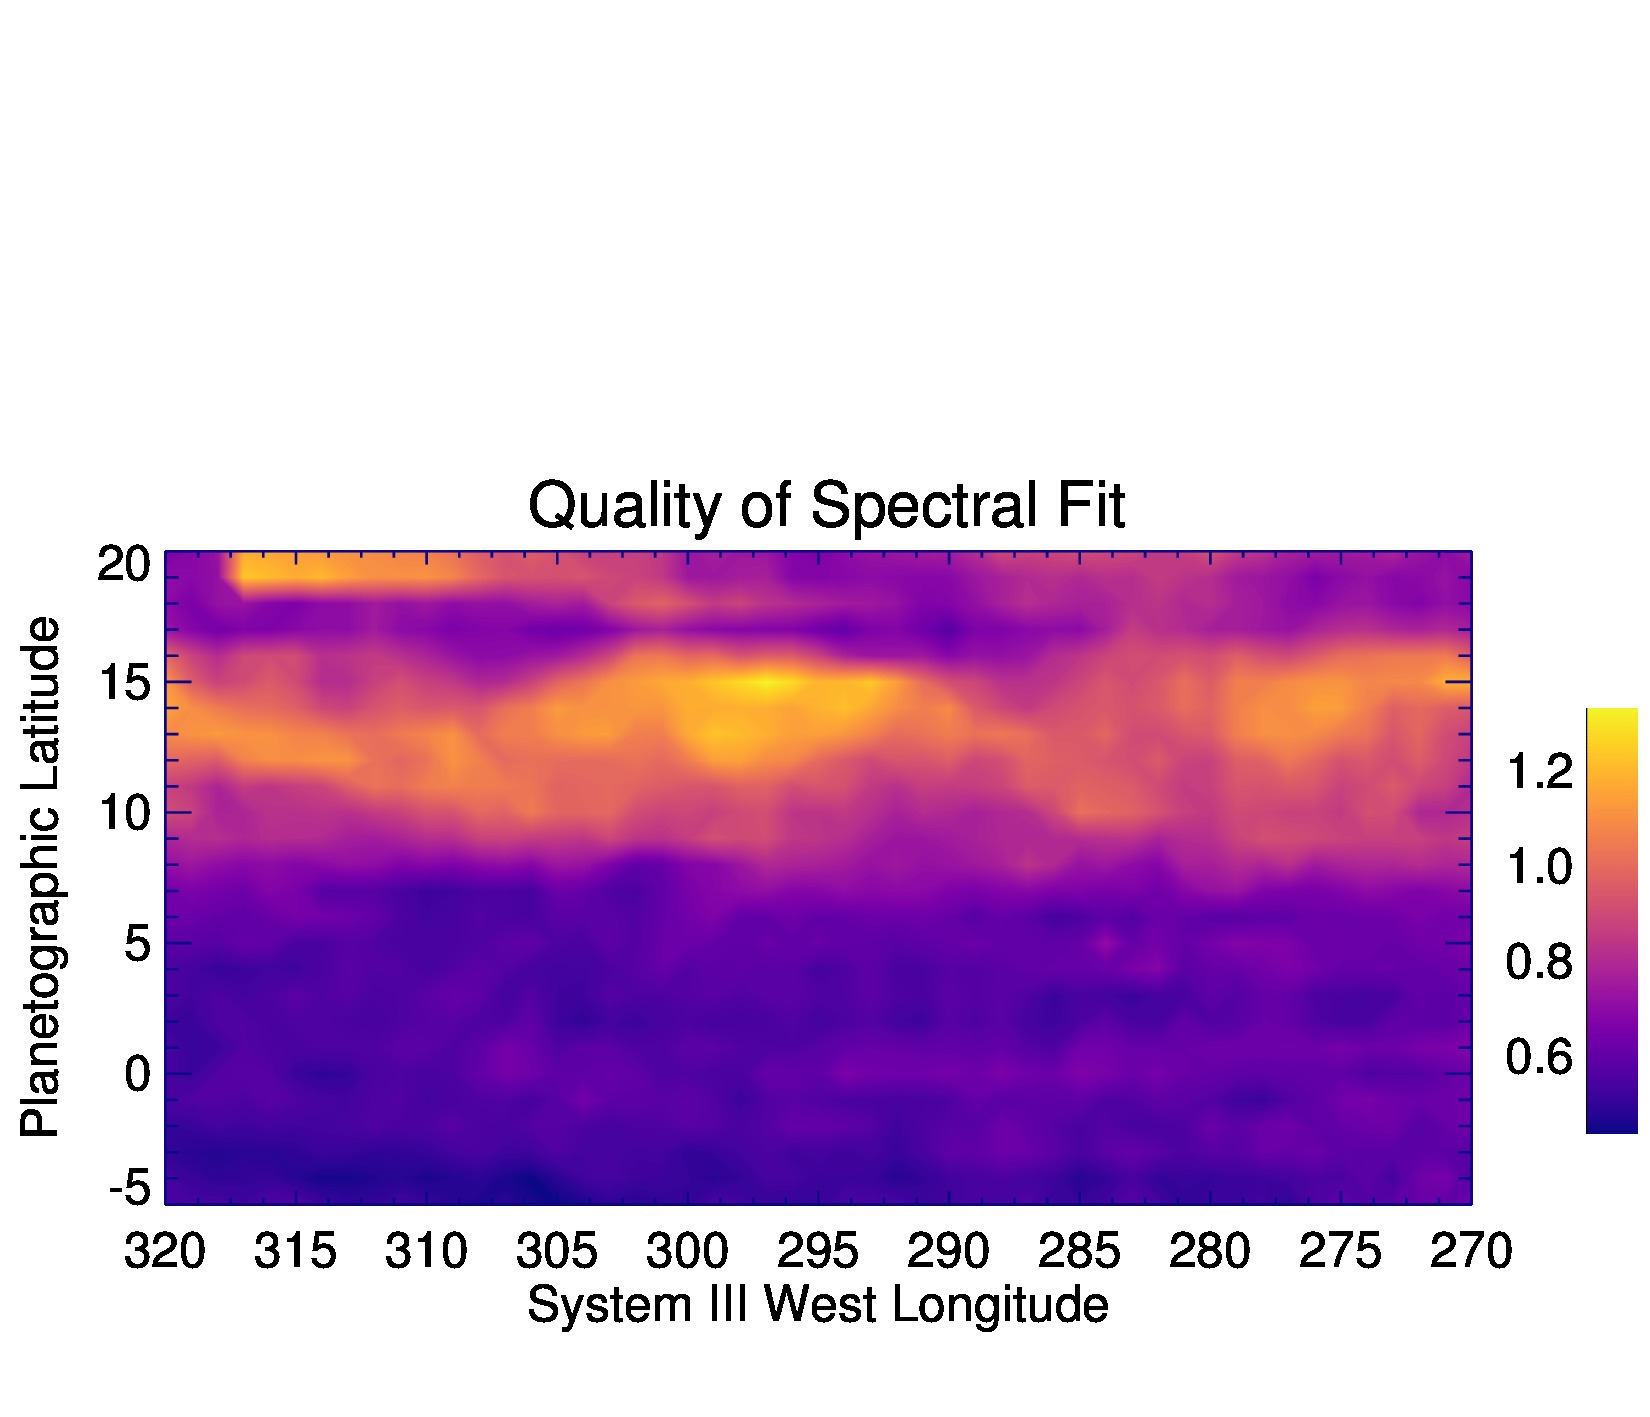 Quality of Spectral Fit
Planetographic Latitude
20
15
10
5
0
-5
320 315 310 305 300 295 290 285 280 275 270
System III West Longitude
1.2
1.0
0.8
0.6